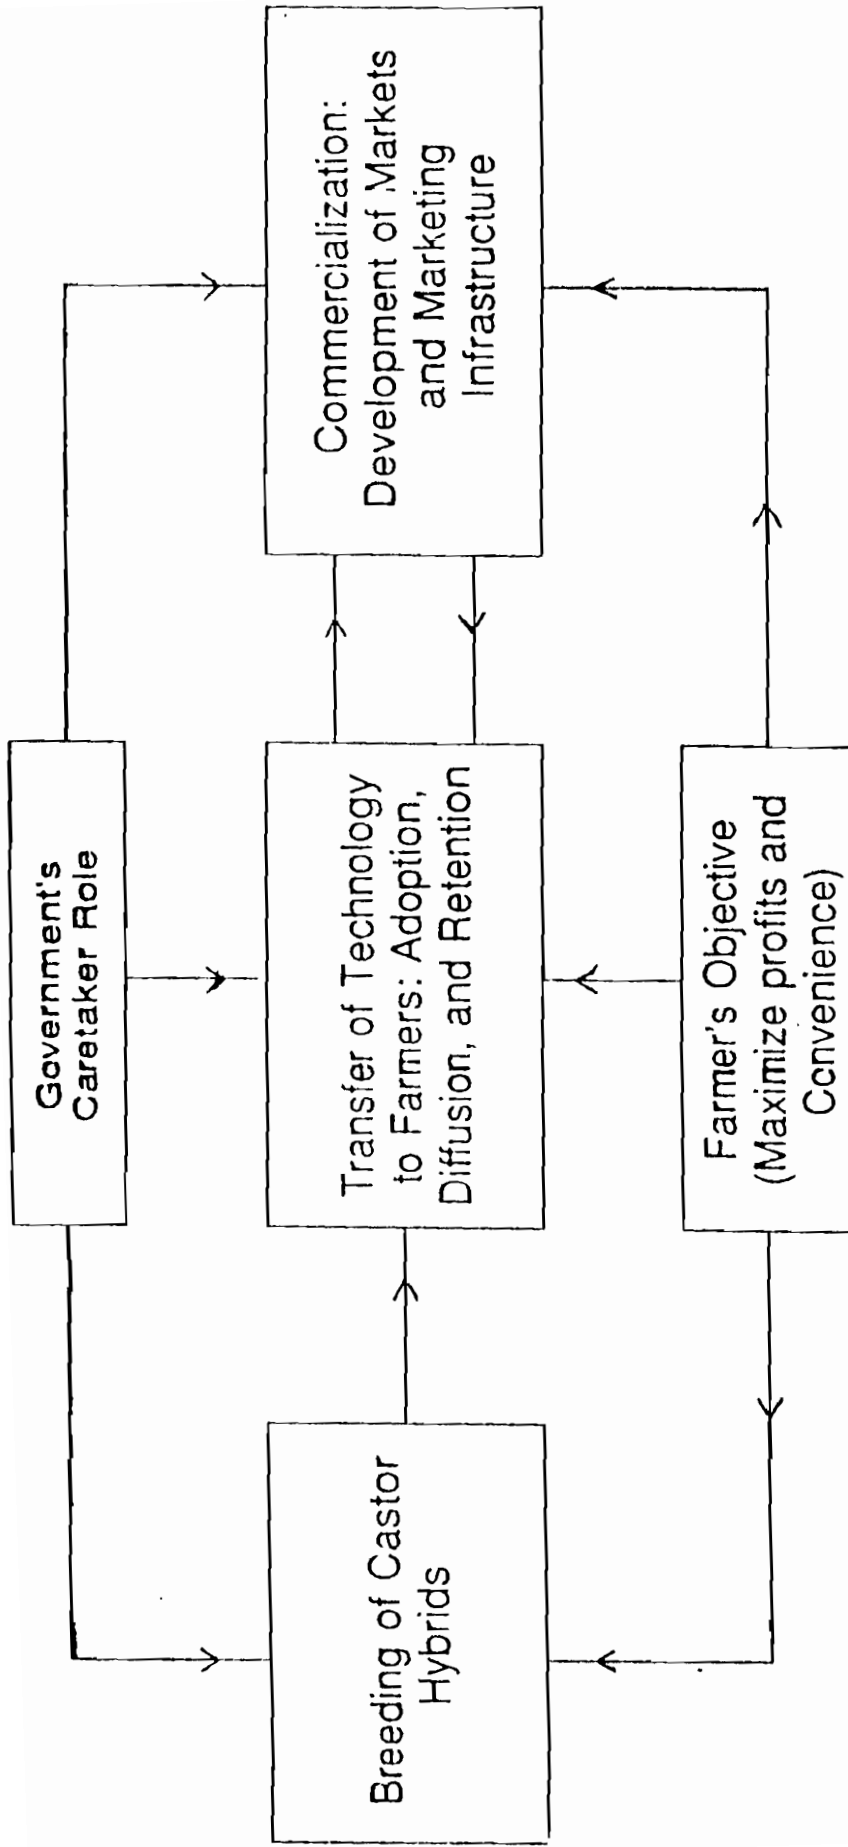 Government's
Caretaker Role
Breeding of Castor
Hybrids
Transfer of Technology
to Farmers: Adoption,
Diffusion, and Retention
Commercialization:
Development of Markets
and Marketing
Infrastructure
Farmer's Objective
(Maximize profits and
Convenience)